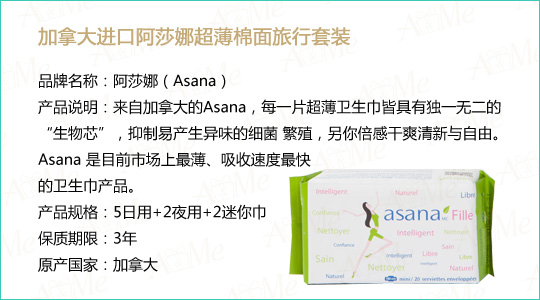 加拿大进口阿莎娜超薄棉面旅行套装
品牌名称：阿莎娜（Asana）
产品说明：来自加拿大的Asana，每一片超薄卫生巾皆具有独一无二的
“生物芯”，抑制易产生异味的细菌 繁殖，另你倍感干爽清新与自由。
Asana 是目前市场上最薄、吸收速度最快
的卫生巾产品。
产品规格：5日用+2夜用+2迷你巾
保质期限：3年
原产国家：加拿大
Intelligent Naturel Libre
Confiance asana Fille
Nettoyer Intelligent Nettoyer
Confiance Sain
Sain Intelligent Libre Intelligent
Naturel Nettoyer Naturel
mini / 20 serviettes enveloppées